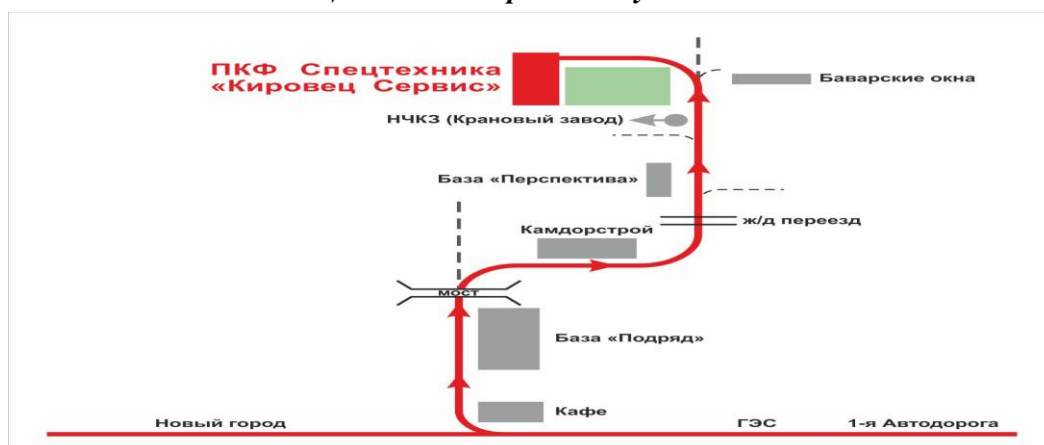 ПКФ Спецтехника
«Кировец Сервис»
Баварские окна
НЧКЗ (Крановый завод)
База «Перспектива»
ж/д переезд
Камдорстрой
МОСТ
База «Подряд»
Кафе
Новый город
ГЭС
1-я Автодорога